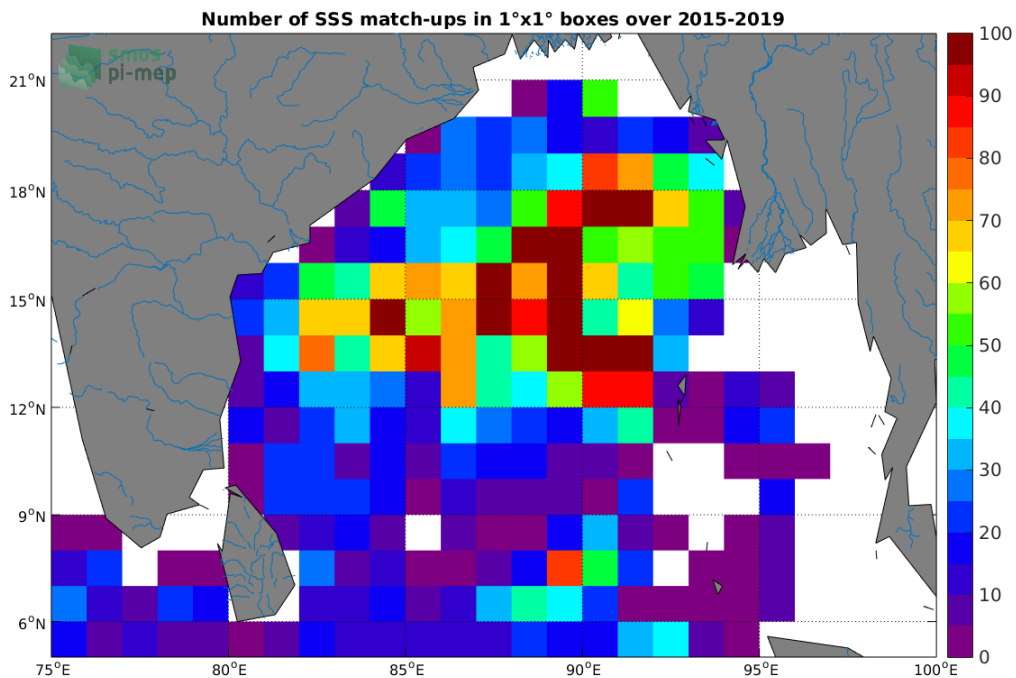 Number of SSS match-ups in 1°x1° boxes over 2015-2019
smos
pi-mep
21°N
18°N
15°N
12°N
9°N
6°N
75°E
80°E
85°E
90°E
95°E
100°E
100
90
80
70
60
50
40
30
20
10
0